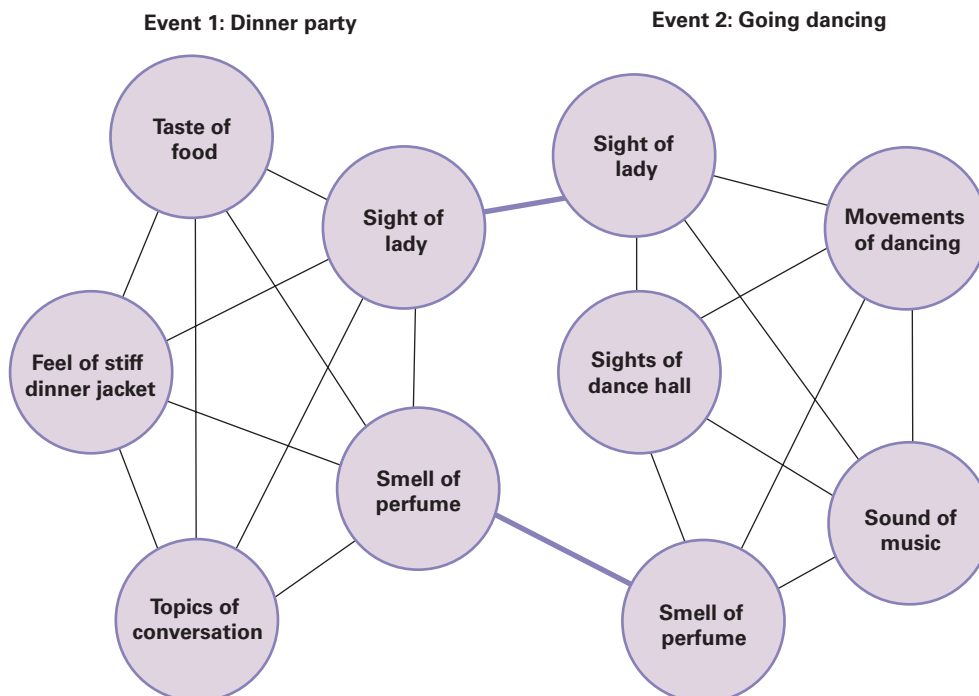 Event 1: Dinner party
Event 2: Going dancing
Taste of
food
Sight of
lady
Feel of stiff
dinner jacket
Smell of
perfume
Topics of
conversation
Sight of
lady
Movements
of dancing
Sights of
dance hall
Sound of
music
Smell of
perfume